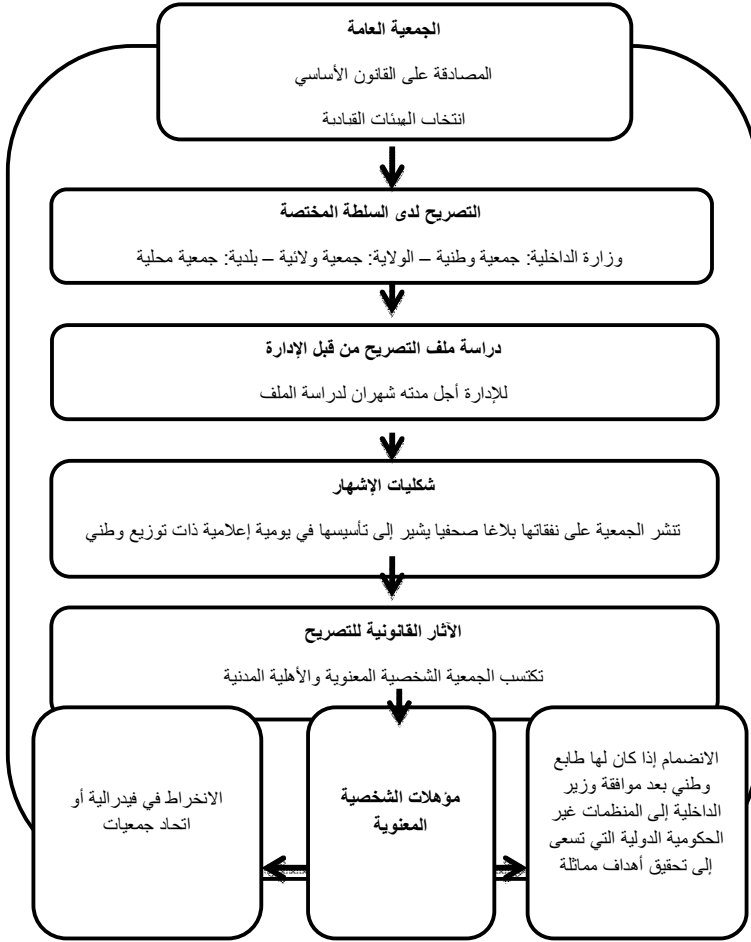 الجمعية العامة
المصادقة على القانون الأساسي
انتخاب الهيئات القيادية
التصريح لدى السلطة المختصة
وزارة الداخلية: جمعية وطنية – الولاية: جمعية ولائية – بلدية: جمعية محلية
دراسة ملف التصريح من قبل الإدارة
للإدارة أجل مدته شهران لدراسة الملف
شكليات الإشهار
تنشر الجمعية على نفقاتها بلاغا صحفيا يشير إلى تأسيسها في يومية إعلامية ذات توزيع وطني
الآثار القانونية للتصريح
تكتسب الجمعية الشخصية المعنوية والأهلية المدنية
الانضمام إذا كان لها طابع
وطني بعد موافقة وزير
الداخلية إلى المنظمات غير
الحكومية الدولية التي تسعى
إلى تحقيق أهداف مماثلة
مؤهلات الشخصية
المعنوية
الانخراط في فيدرالية أو
اتحاد جمعيات